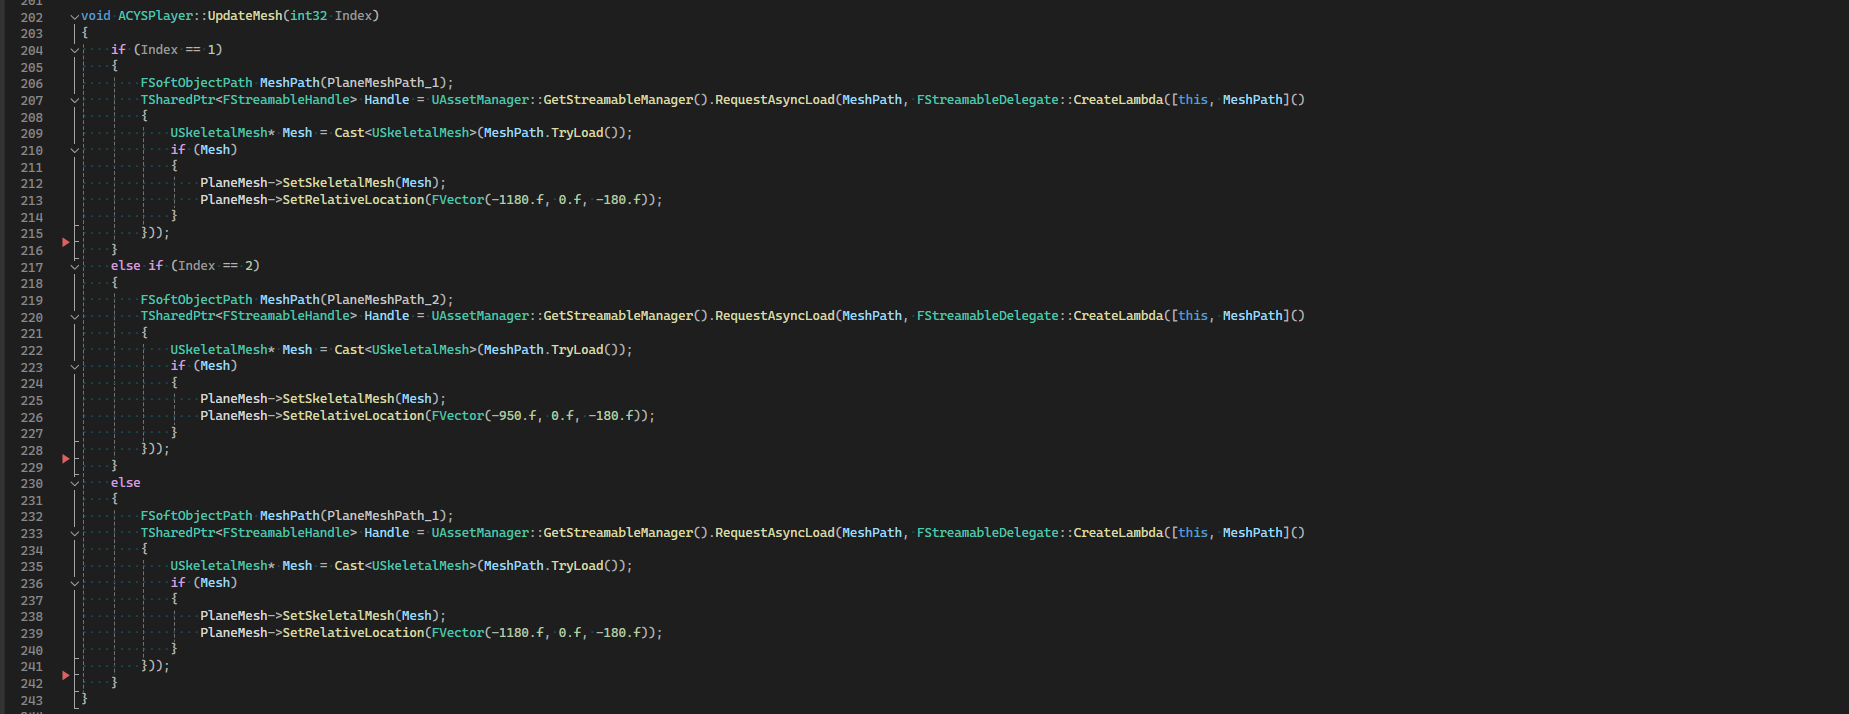 202 void ACYSPlayer::UpdateMesh(int32 Index)
203 {
204 if (Index == 1)
205 {
206 FSoftObjectPath MeshPath(PlaneMeshPath_1);
207 TSharedPtr<FStreamableHandle> Handle = UAssetManager::GetStreamableManager().RequestAsyncLoad(MeshPath, FStreamableDelegate::CreateLambda([this, MeshPath]()
208 {
209 USkeletalMesh* Mesh = Cast<USkeletalMesh>(MeshPath.TryLoad());
210 if (Mesh)
211 {
212 PlaneMesh->SetSkeletalMesh(Mesh);
213 PlaneMesh->SetRelativeLocation(FVector(-1180.f, 0.f, -180.f));
214 }
215 }));
216 }
217 else if (Index == 2)
218 {
219 FSoftObjectPath MeshPath(PlaneMeshPath_2);
220 TSharedPtr<FStreamableHandle> Handle = UAssetManager::GetStreamableManager().RequestAsyncLoad(MeshPath, FStreamableDelegate::CreateLambda([this, MeshPath]()
221 {
222 USkeletalMesh* Mesh = Cast<USkeletalMesh>(MeshPath.TryLoad());
223 if (Mesh)
224 {
225 PlaneMesh->SetSkeletalMesh(Mesh);
226 PlaneMesh->SetRelativeLocation(FVector(-950.f, 0.f, -180.f));
227 }
228 }));
229 }
230 else
231 {
232 FSoftObjectPath MeshPath(PlaneMeshPath_1);
233 TSharedPtr<FStreamableHandle> Handle = UAssetManager::GetStreamableManager().RequestAsyncLoad(MeshPath, FStreamableDelegate::CreateLambda([this, MeshPath]()
234 {
235 USkeletalMesh* Mesh = Cast<USkeletalMesh>(MeshPath.TryLoad());
236 if (Mesh)
237 {
238 PlaneMesh->SetSkeletalMesh(Mesh);
239 PlaneMesh->SetRelativeLocation(FVector(-1180.f, 0.f, -180.f));
240 }
241 }));
242 }
243 }